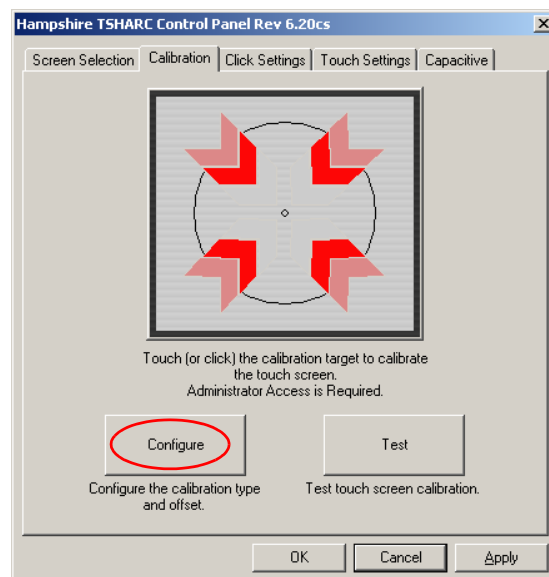 Hampshire TSHARC Control Panel Rev 6.20cs
Screen Selection Calibration Click Settings Touch Settings Capacitive
Touch (or click) the calibration target to calibrate
the touch screen.
Administrator Access is Required.
Configure Test
Configure the calibration type Test touch screen calibration.
and offset.
OK Cancel Apply